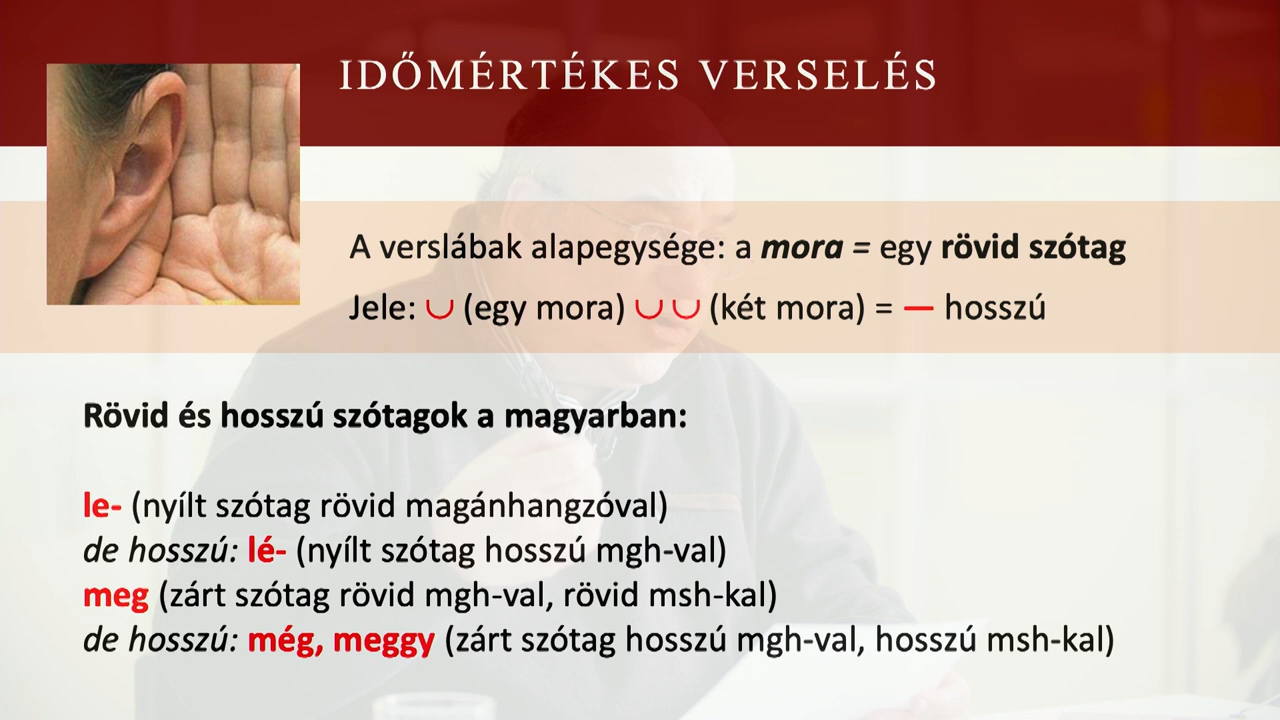 IDŐMÉRTÉKES VERSELÉS
A verslábak alapegysége: a mora = egy rövid szótag
Jele: ∪ (egy mora) ∪ ∪ (két mora) = — hosszú
Rövid és hosszú szótagok a magyarban:
le- (nyílt szótag rövid magánhangzóval)
de hosszú: lé- (nyílt szótag hosszú mgh-val)
meg (zárt szótag rövid mgh-val, rövid msh-kal)
de hosszú: még, meggy (zárt szótag hosszú mgh-val, hosszú msh-kal)